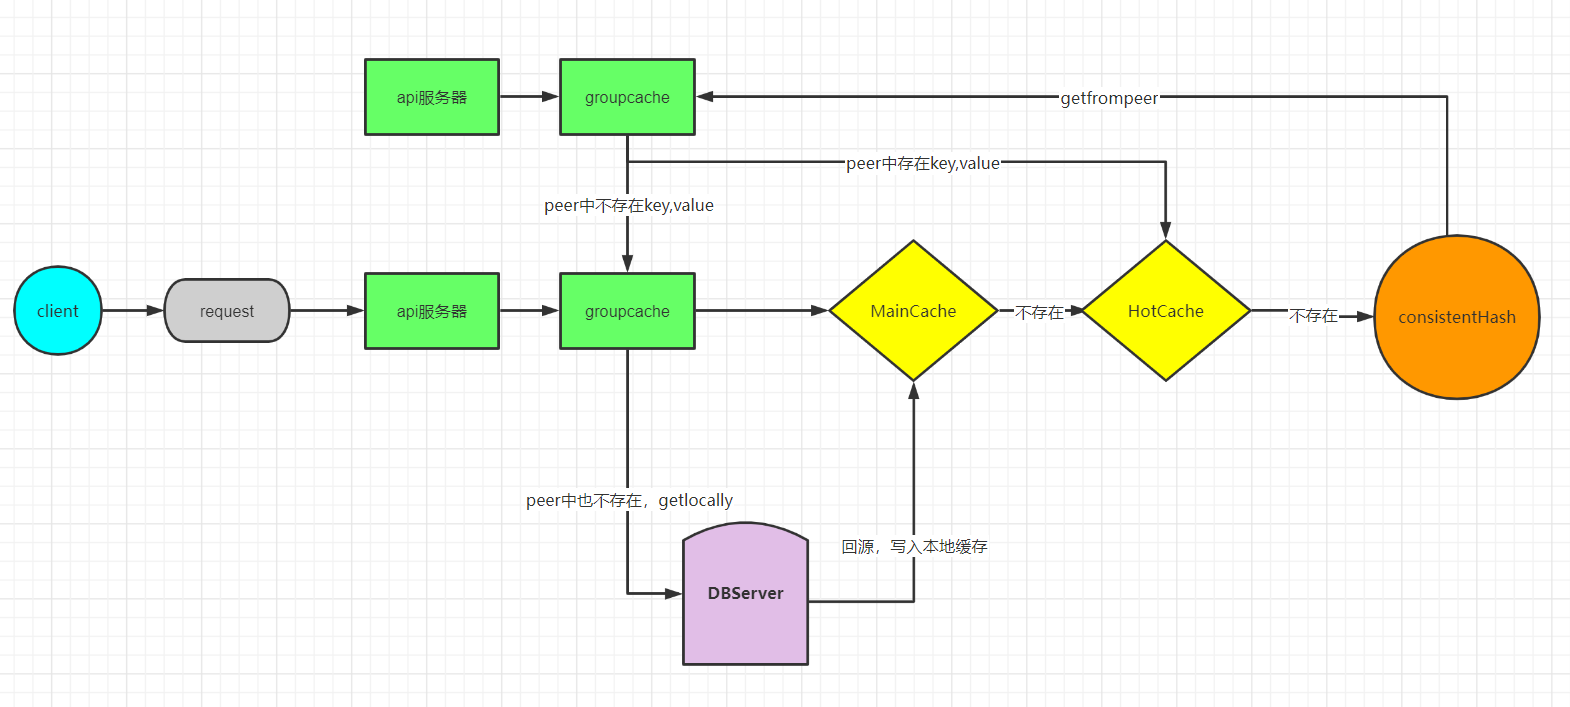 api服务器
groupcache
getfrompeer
peer中存在key,value
peer中不存在key,value
client
request
api服务器
groupcache
MainCache
不存在
HotCache
不存在
consistentHash
peer中也不存在，getlocally
回源，写入本地缓存
DBServer